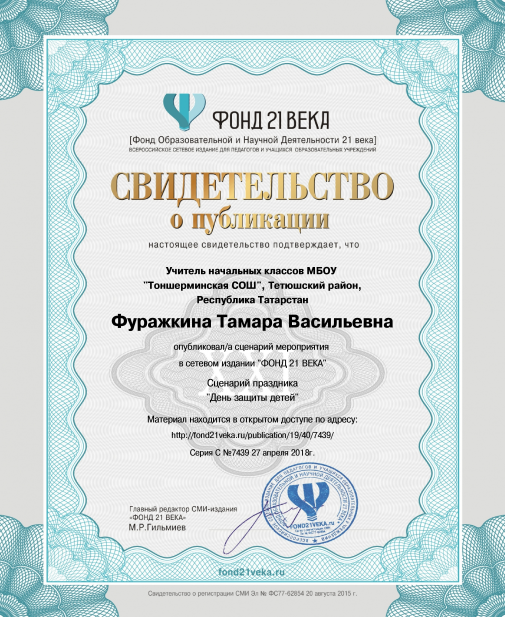 ФОНД 21 ВЕКА
[Фонд Образовательной и Научной Деятельности 21 века]
ВСЕРОССИЙСКОЕ СЕТЕВОЕ ИЗДАНИЕ ДЛЯ ПЕДАГОГОВ И УЧАЩИХСЯ ОБРАЗОВАТЕЛЬНЫХ УЧРЕЖДЕНИЙ
СВИДЕТЕЛЬСТВО
о публикации
настоящее свидетельство подтверждает, что
Учитель начальных классов МБОУ
"Тоншерминская СОШ", Тетюшский район,
Республика Татарстан
Фуражкина Тамара Васильевна
опубликовал/а сценарий мероприятия
в сетевом издании "ФОНД 21 ВЕКА"
Сценарий праздника
"День защиты детей"
Материал находится в открытом доступе по адресу:
http://fond21veka.ru/publication/19/40/7439/
Серия С №7439 27 апреля 2018г.
Главный редактор СМИ-издания
«ФОНД 21 ВЕКА»
М.Р.Гильмиев
FOND21VEKA.RU
fond21veka.ru
Свидетельство о регистрации СМИ Эл № ФС77-62854 20 августа 2015 г.